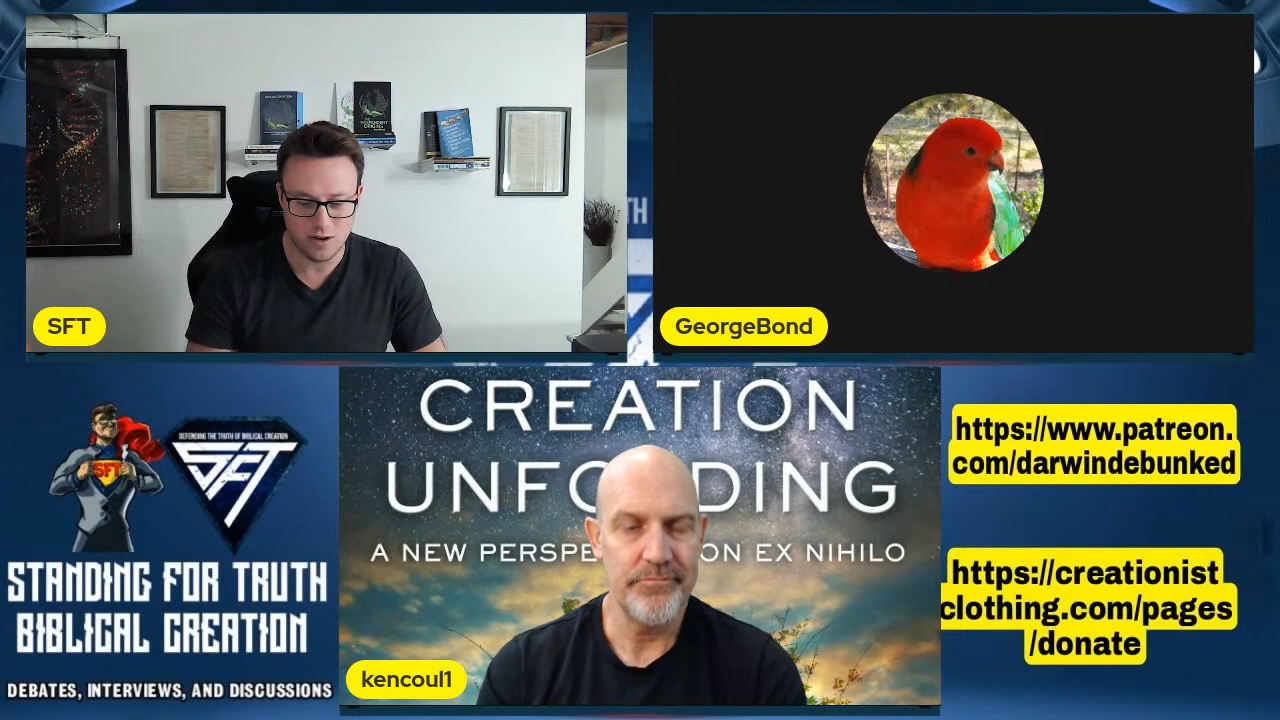 SFT
GeorgeBond
TH
CREATION
UNFO DING
A NEW PERSPE ON EX NIHILO
kencoul1
SFT
DEFENDING THE TRUTH OF BIBLICAL CREATION
SFT
STANDING FOR TRUTH
BIBLICAL CREATION
DEBATES, INTERVIEWS, AND DISCUSSIONS
https://www.patreon.
com/darwindebunked
https://creationist
clothing.com/pages
/donate